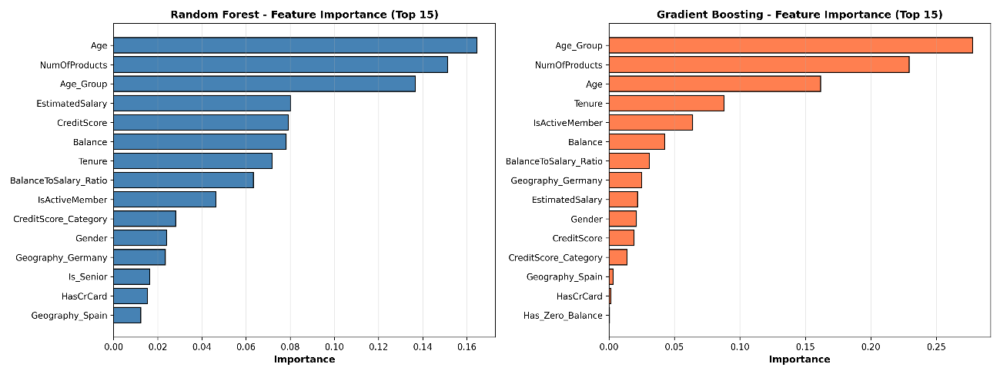 Random Forest - Feature Importance (Top 15)
Age
NumOfProducts
Age_Group
EstimatedSalary
CreditScore
Balance
Tenure
BalanceToSalary_Ratio
IsActiveMember
CreditScore_Category
Gender
Geography_Germany
Is_Senior
HasCrCard
Geography_Spain
0.00 0.02 0.04 0.06 0.08 0.10 0.12 0.14 0.16
Importance
Gradient Boosting - Feature Importance (Top 15)
Age_Group
NumOfProducts
Age
Tenure
IsActiveMember
Balance
BalanceToSalary_Ratio
Geography_Germany
EstimatedSalary
Gender
CreditScore
CreditScore_Category
Geography_Spain
HasCrCard
Has_Zero_Balance
0.00 0.05 0.10 0.15 0.20 0.25
Importance